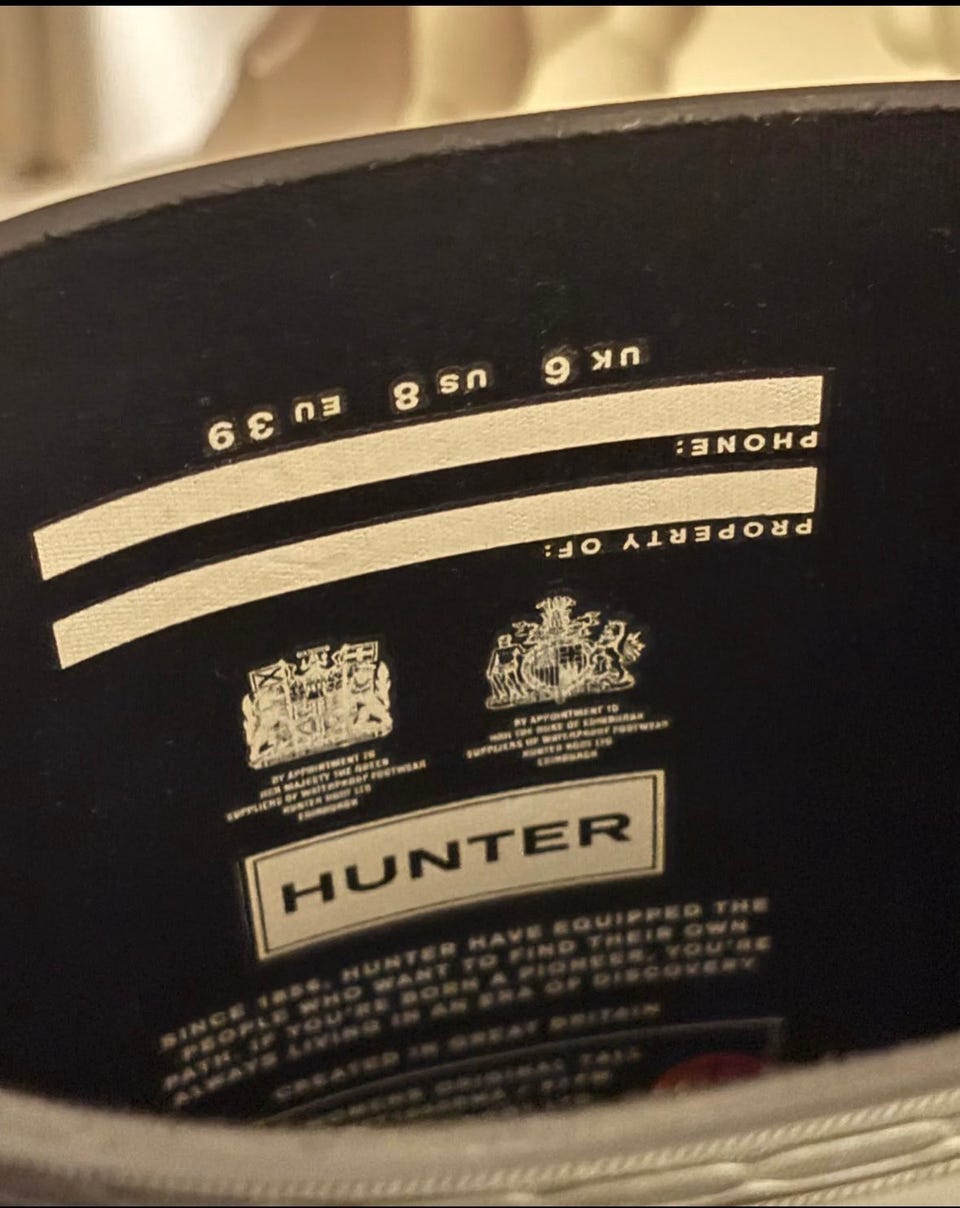 UK 6 US 8 EU 39
PHONE:
PROPERTY OF:
BY APPOINTMENT TO
HER MAJESTY THE QUEEN
SUPPLIERS OF WATERPROOF FOOTWEAR
HUNTER BOOT LTD
EDINBURGH
BY APPOINTMENT TO
HRH THE DUKE OF EDINBURGH
SUPPLIERS OF WATERPROOF FOOTWEAR
HUNTER BOOT LTD
EDINBURGH
HUNTER
SINCE 1856, HUNTER HAVE EQUIPPED THE
PEOPLE WHO WANT TO FIND THEIR OWN
PATH. IF YOU'RE BORN A PIONEER, YOU'RE
ALWAYS LIVING IN AN ERA OF DISCOVERY
CREATED IN GREAT BRITAIN
WOMENS ORIGINAL TALL